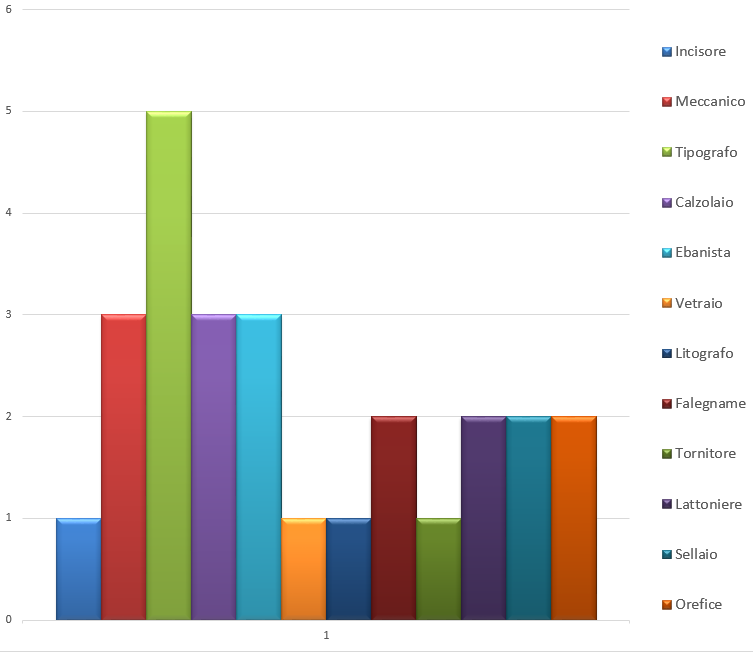 6
5
4
3
2
1
0
1
Incisore
Meccanico
Tipografo
Calzolaio
Ebanista
Vetraio
Litografo
Falegname
Tornitore
Lattoniere
Sellaio
Orefice